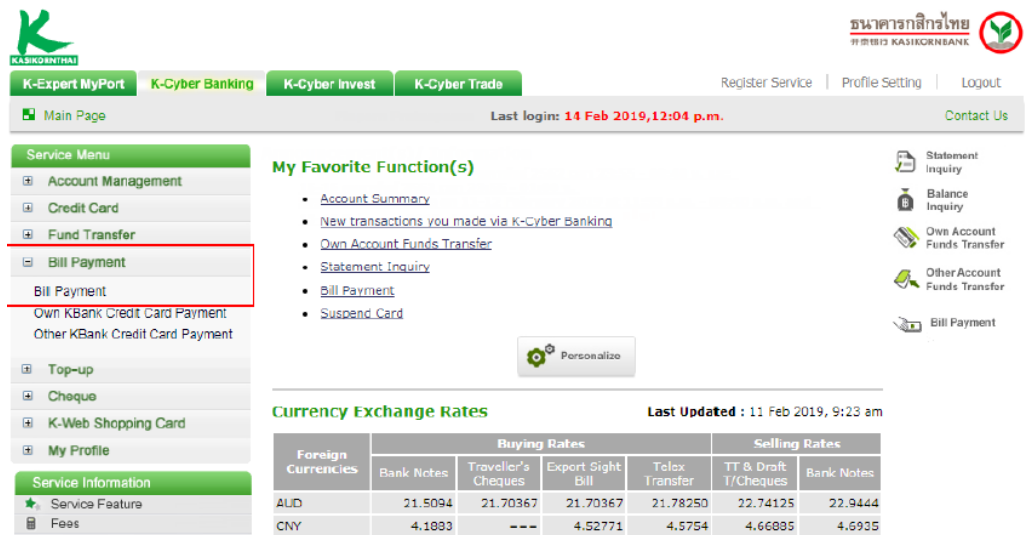 KASIKORNTHAI
ธนาคารกสิกรไทย
开泰银行 KASIKORNBANK
K-Expert MyPort K-Cyber Banking K-Cyber Invest K-Cyber Trade Register Service | Profile Setting | Logout
Main Page Last login: 14 Feb 2019,12:04 p.m. Contact Us
Service Menu
Account Management
Credit Card
Fund Transfer
Bill Payment
Bill Payment
Own KBank Credit Card Payment
Other KBank Credit Card Payment
Top-up
Cheque
K-Web Shopping Card
My Profile
Service Information
Service Feature
Fees
My Favorite Function(s)
Account Summary
New transactions you made via K-Cyber Banking
Own Account Funds Transfer
Statement Inquiry
Bill Payment
Suspend Card
Personalize
Statement
Inquiry
Balance
Inquiry
Own Account
Funds Transfer
Other Account
Funds Transfer
Bill Payment
Currency Exchange Rates Last Updated : 11 Feb 2019, 9:23 am
Foreign Currencies Buying Rates Selling Rates
Bank Notes Traveller's Cheques Export Sight Bill Telex Transfer TT & Draft T/Cheques Bank Notes
AUD 21.5094 21.70367 21.70367 21.78250 22.74125 22.9444
CNY 4.1883 --- 4.52771 4.5754 4.66885 4.6935